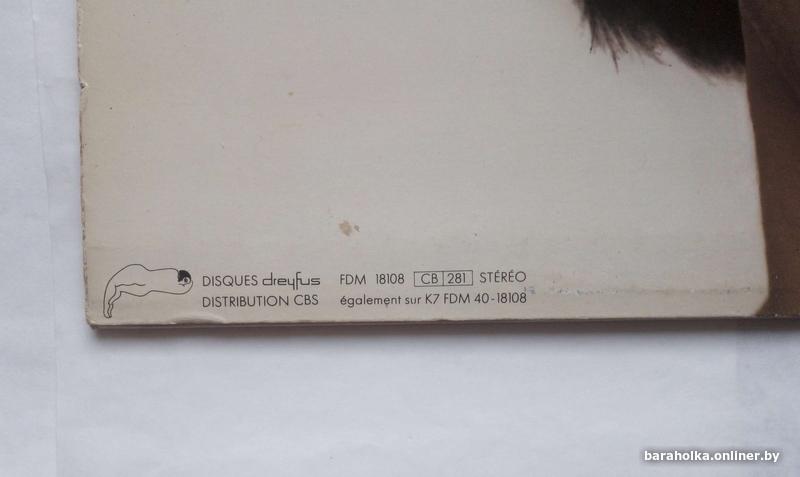 DISQUES dreyfus FDM 18108 CB 281 STÉRÉO
DISTRIBUTION CBS également sur K7 FDM 40-18108
baraholka.onliner.by